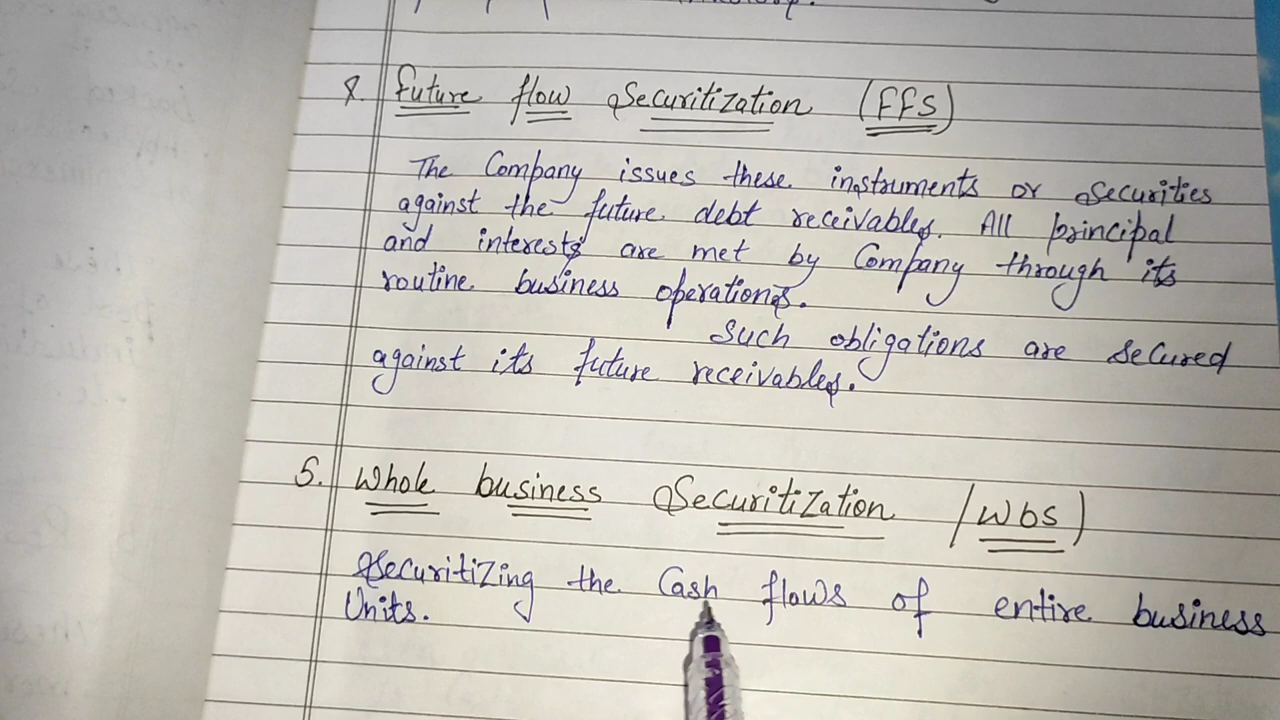 8. Future flow Securitization (FFS)
The Company issues these instruments or Securities
against the future debt receivables. All principal
and interests are met by Company through its
routine business operations.
Such obligations are secured
against its future receivables.
5. Whole business Securitization (WbS)
Securitizing the Cash flows of entire business
Units.